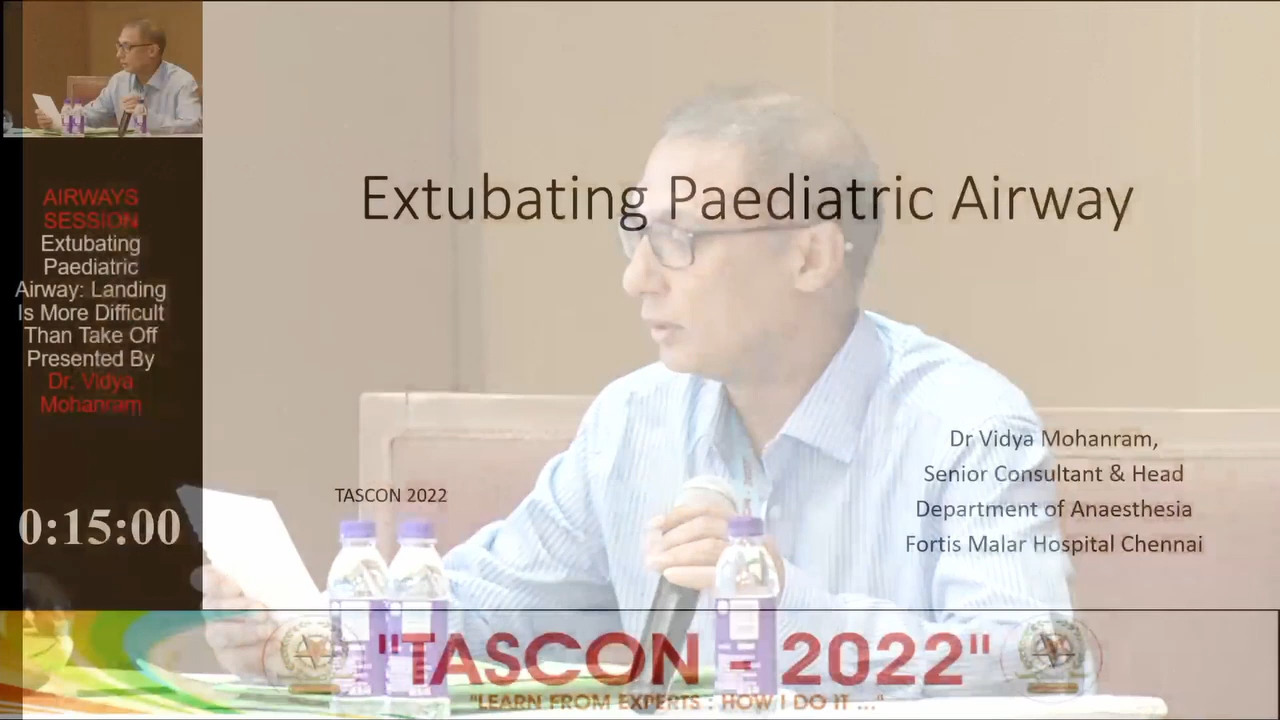 AIRWAYS
SESSION
Extubating
Paediatric
Airway: Landing
Is More Difficult
Than Take Off
Presented By
Dr. Vidya
Mohanram
0:15:00
Extubating Paediatric Airway
TASCON 2022
Dr Vidya Mohanram,
Senior Consultant & Head
Department of Anaesthesia
Fortis Malar Hospital Chennai
"TASCON - 2022"
"LEARN FROM EXPERTS : HOW I DO IT ..."